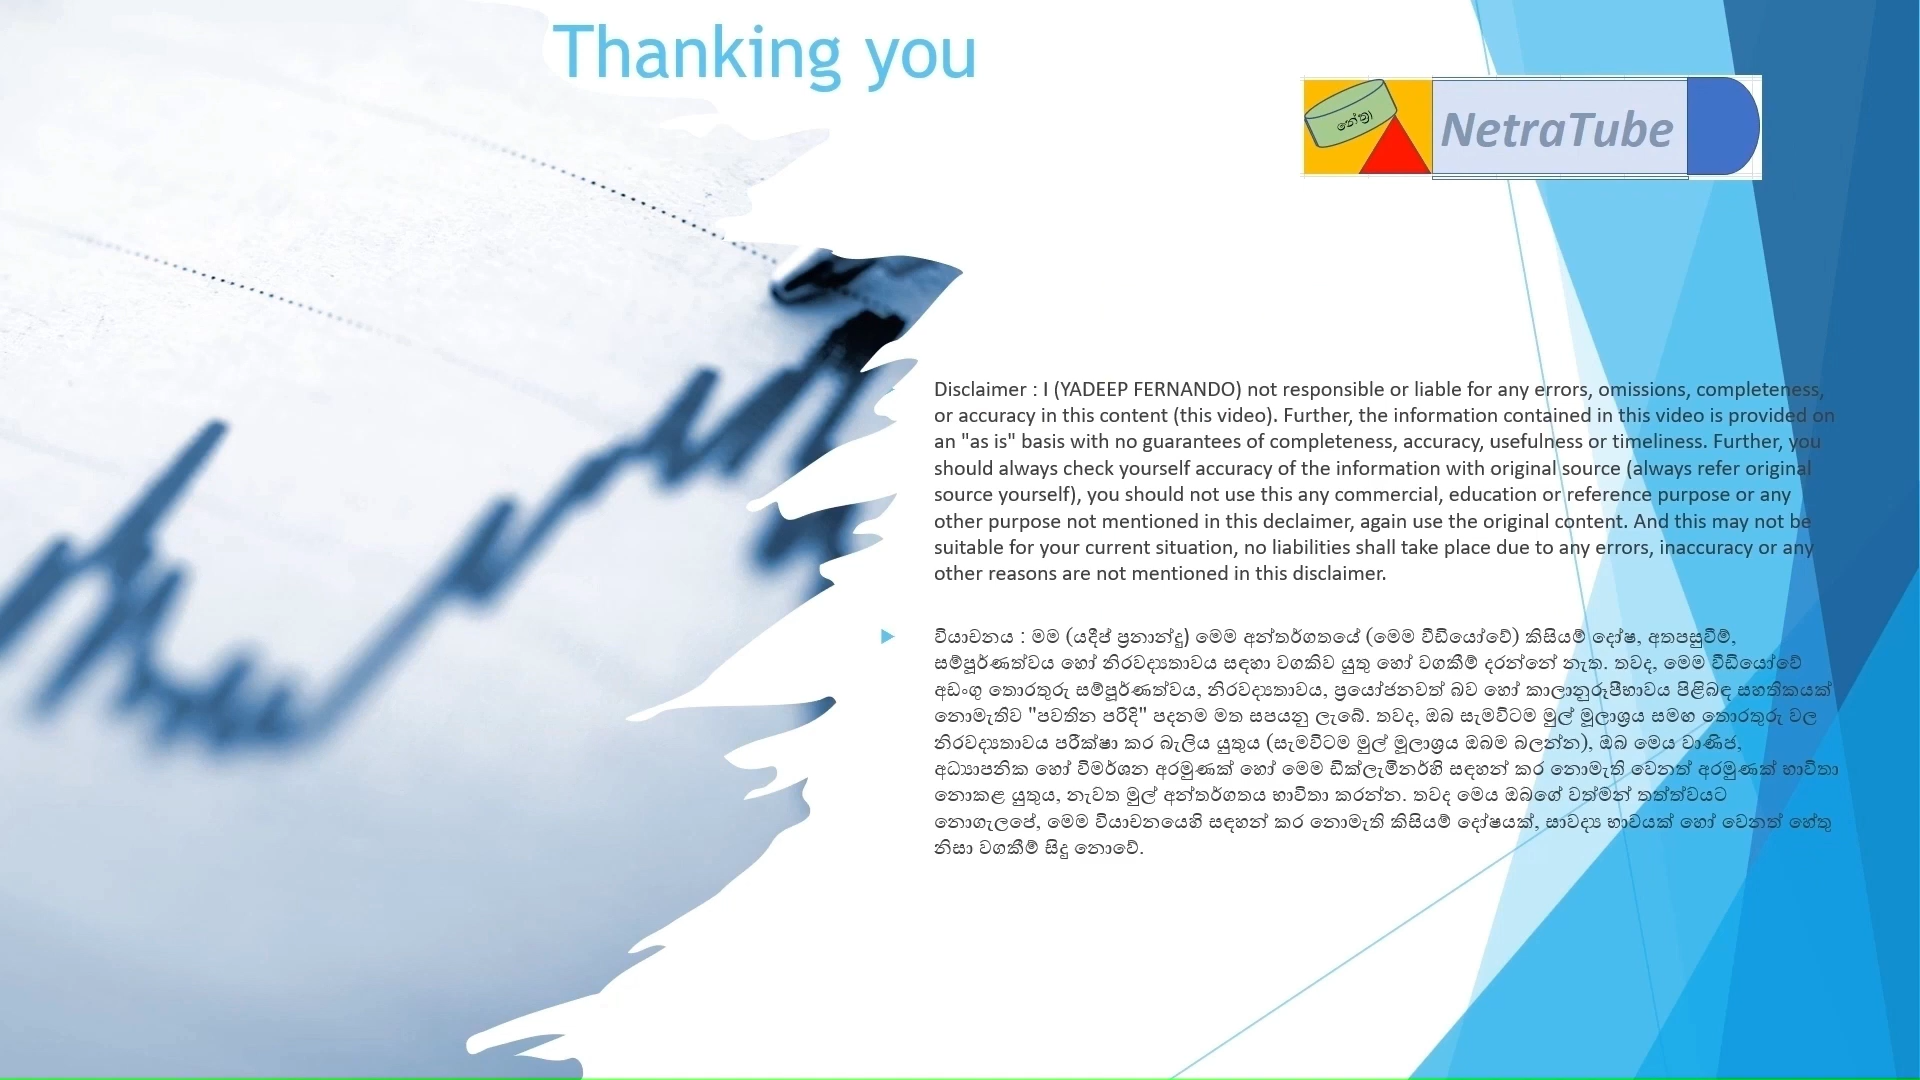 Thanking you
නේත්‍රා
NetraTube
Disclaimer : I (YADEEP FERNANDO) not responsible or liable for any errors, omissions, completeness,
or accuracy in this content (this video). Further, the information contained in this video is provided on
an "as is" basis with no guarantees of completeness, accuracy, usefulness or timeliness. Further, you
should always check yourself accuracy of the information with original source (always refer original
source yourself), you should not use this any commercial, education or reference purpose or any
other purpose not mentioned in this declaimer, again use the original content. And this may not be
suitable for your current situation, no liabilities shall take place due to any errors, inaccuracy or any
other reasons are not mentioned in this disclaimer.
වියාචනය : මම (යදීප් ප්‍රනාන්දු) මෙම අන්තර්ගතයේ (මෙම වීඩියෝවේ) කිසියම් දෝෂ, අතපසුවීම්,
සම්පූර්ණත්වය හෝ නිරවද්‍යතාවය සඳහා වගකිව යුතු හෝ වගකීම් දරන්නේ නැත. තවද, මෙම වීඩියෝවේ
අඩංගු තොරතුරු සම්පූර්ණත්වය, නිරවද්‍යතාවය, ප්‍රයෝජනවත් බව හෝ කාලානුරූපීභාවය පිළිබඳ සහතිකයක්
නොමැතිව "පවතින පරිදි" පදනම මත සපයනු ලැබේ. තවද, ඔබ සැමවිටම මුල් මූලාශ්‍රය සමඟ තොරතුරු වල
නිරවද්‍යතාවය පරීක්ෂා කර බැලිය යුතුය (සැමවිටම මුල් මූලාශ්‍රය ඔබම බලන්න), ඔබ මෙය වාණිජ,
අධ්‍යාපනික හෝ විමර්ශන අරමුණක් හෝ මෙම ඩික්ලැමිනර්හි සඳහන් කර නොමැති වෙනත් අරමුණක් භාවිතා
නොකළ යුතුය, නැවත මුල් අන්තර්ගතය භාවිතා කරන්න. තවද මෙය ඔබගේ වත්මන් තත්ත්වයට
නොගැලපේ, මෙම වියාචනයෙහි සඳහන් කර නොමැති කිසියම් දෝෂයක්, සාවද්‍ය භාවයක් හෝ වෙනත් හේතු
නිසා වගකීම් සිදු නොවේ.